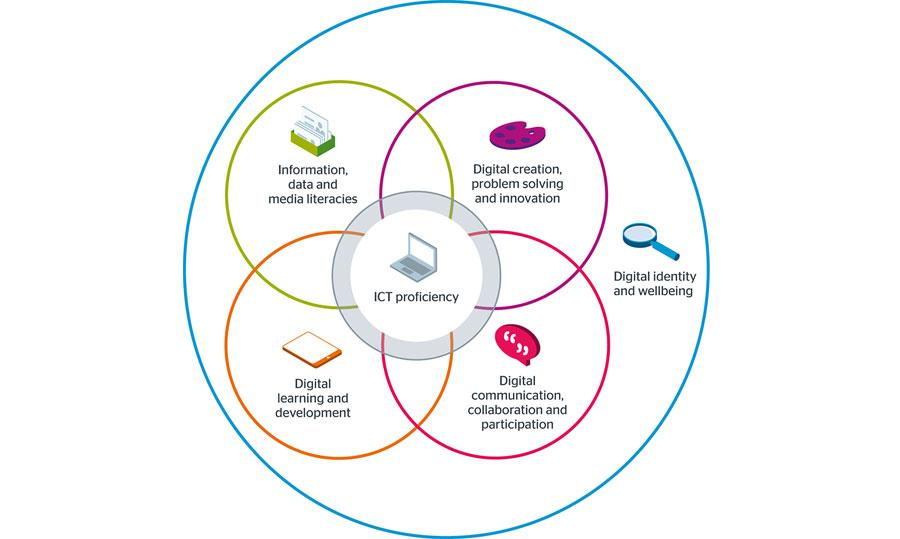 Information,
data and
media literacies
Digital creation,
problem solving
and innovation
ICT proficiency
Digital identity
and wellbeing
Digital
learning and
development
Digital
communication,
collaboration and
participation